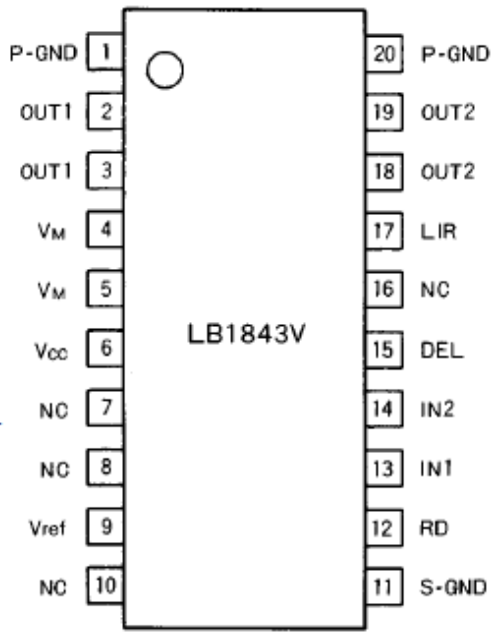 P-GND 1 20 P-GND
OUT1 2 19 OUT2
OUT1 3 18 OUT2
VM 4 17 LIR
VM 5 16 NC
Vcc 6 LB1843V 15 DEL
NC 7 14 IN2
NC 8 13 IN1
Vref 9 12 RD
NC 10 11 S-GND